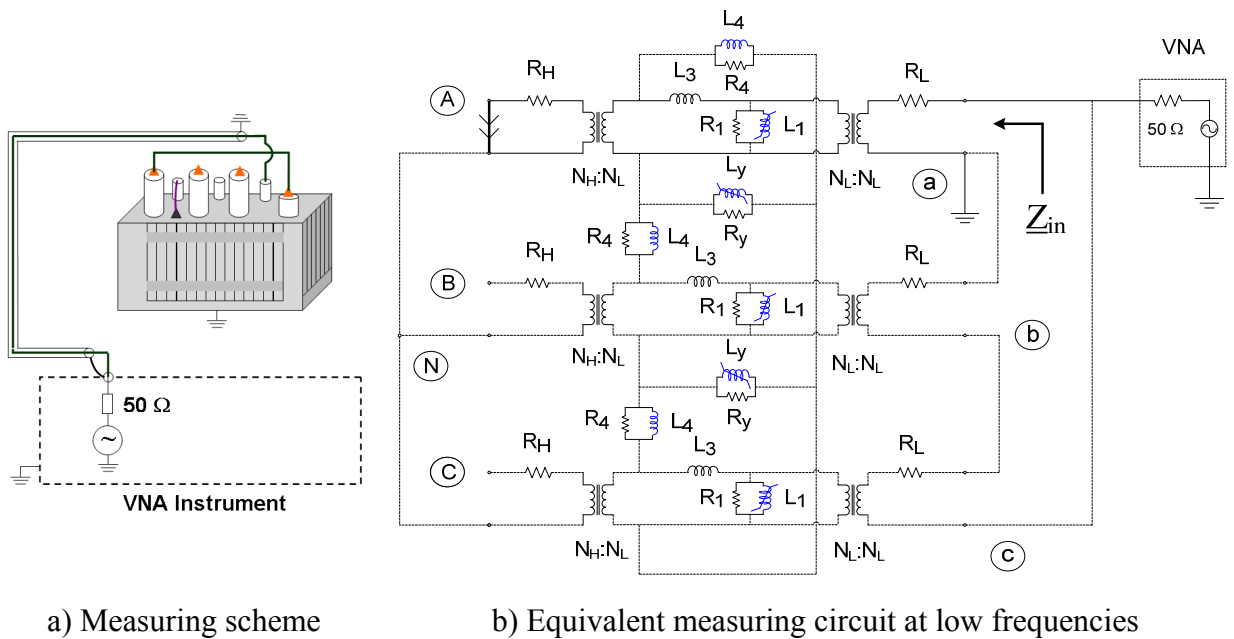 50 Ω
~
VNA Instrument
a) Measuring scheme
L4
VNA
RH
L3
R4
RL
A
R1
L1
50 Ω
NH:NL
Ly
NL:NL
a
Zin
R4
L4
Ry
RH
L3
RL
B
R1
L1
b
N
NH:NL
Ly
NL:NL
R4
L4
Ry
RH
L3
RL
C
R1
L1
NH:NL
NL:NL
c
b) Equivalent measuring circuit at low frequencies